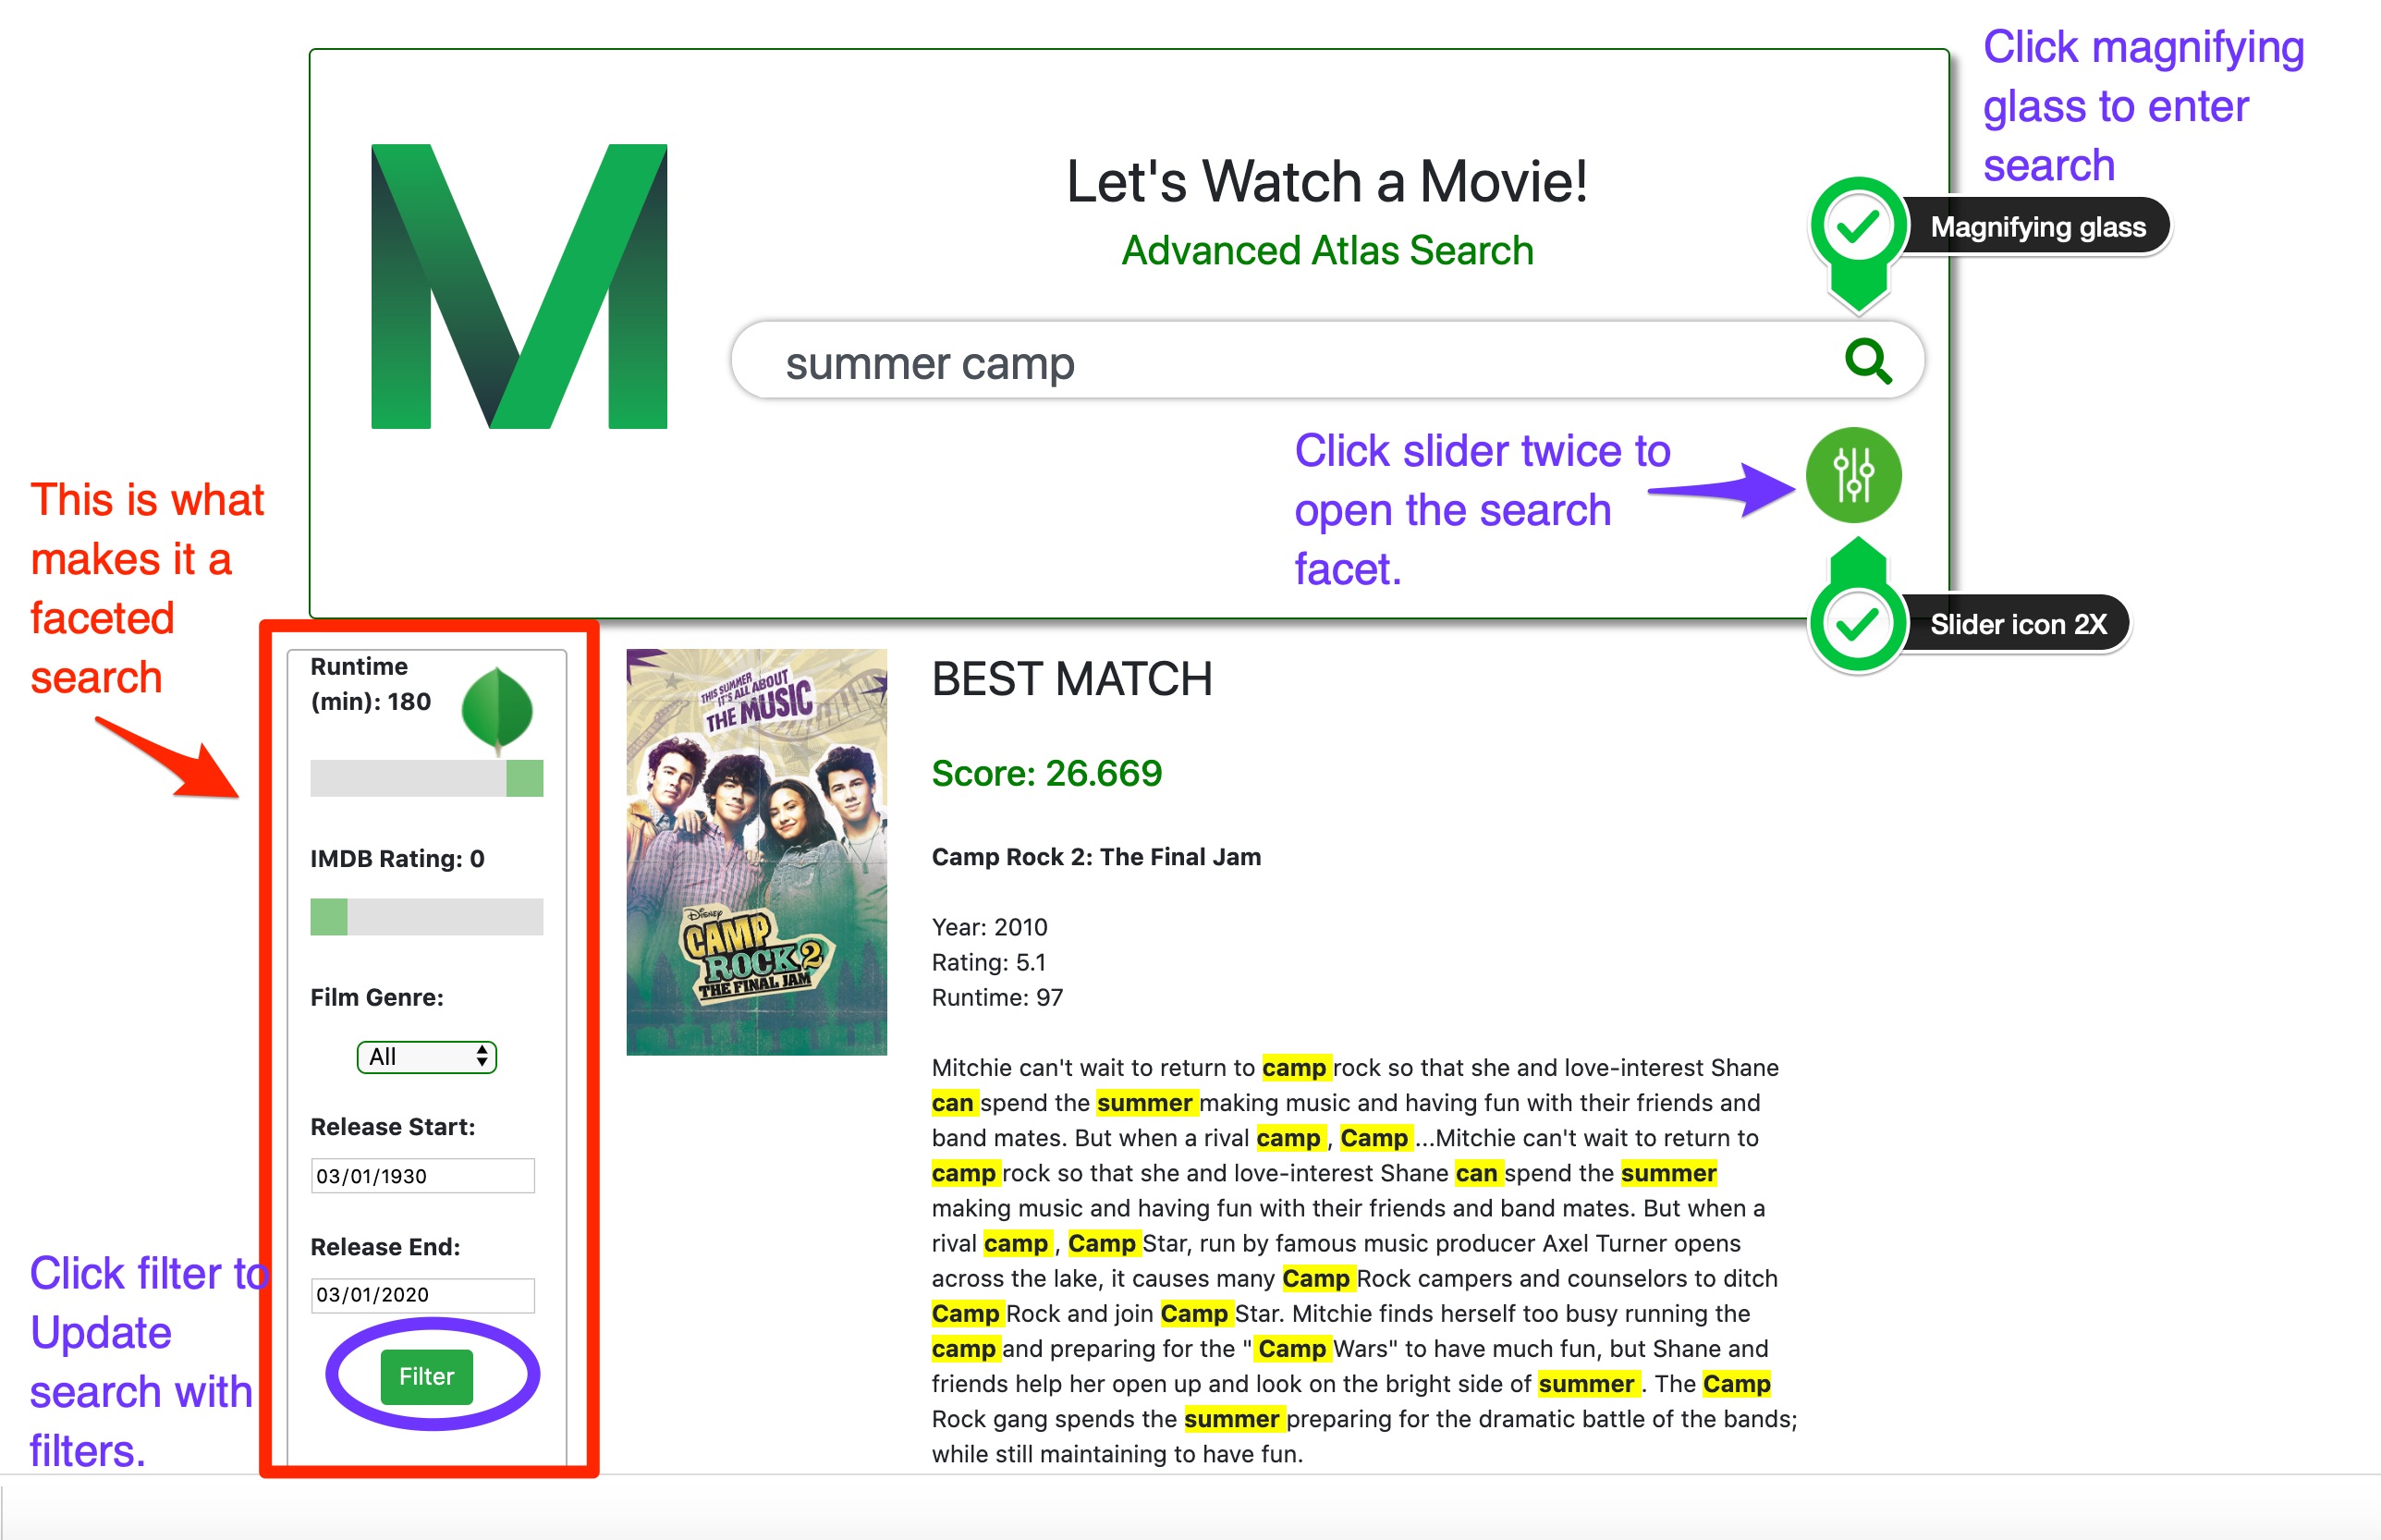 Click magnifying
glass to enter
search
Let's Watch a Movie!
Advanced Atlas Search
Magnifying glass
summer camp
Click slider twice to
open the search
facet.
Slider icon 2X
This is what
makes it a
faceted
search
Runtime
(min): 180
IMDB Rating: 0
Film Genre:
All
Release Start:
03/01/1930
Release End:
03/01/2020
Filter
Click filter to
Update
search with
filters.
THIS SUMMER
IT'S ALL ABOUT
THE MUSIC
Disney
CAMP
ROCK 2
THE FINAL JAM
BEST MATCH
Score: 26.669
Camp Rock 2: The Final Jam
Year: 2010
Rating: 5.1
Runtime: 97
Mitchie can't wait to return to camp rock so that she and love-interest Shane
can spend the summer making music and having fun with their friends and
band mates. But when a rival camp , Camp ...Mitchie can't wait to return to
camp rock so that she and love-interest Shane can spend the summer
making music and having fun with their friends and band mates. But when a
rival camp , Camp Star, run by famous music producer Axel Turner opens
across the lake, it causes many Camp Rock campers and counselors to ditch
Camp Rock and join Camp Star. Mitchie finds herself too busy running the
camp and preparing for the " Camp Wars" to have much fun, but Shane and
friends help her open up and look on the bright side of summer . The Camp
Rock gang spends the summer preparing for the dramatic battle of the bands;
while still maintaining to have fun.